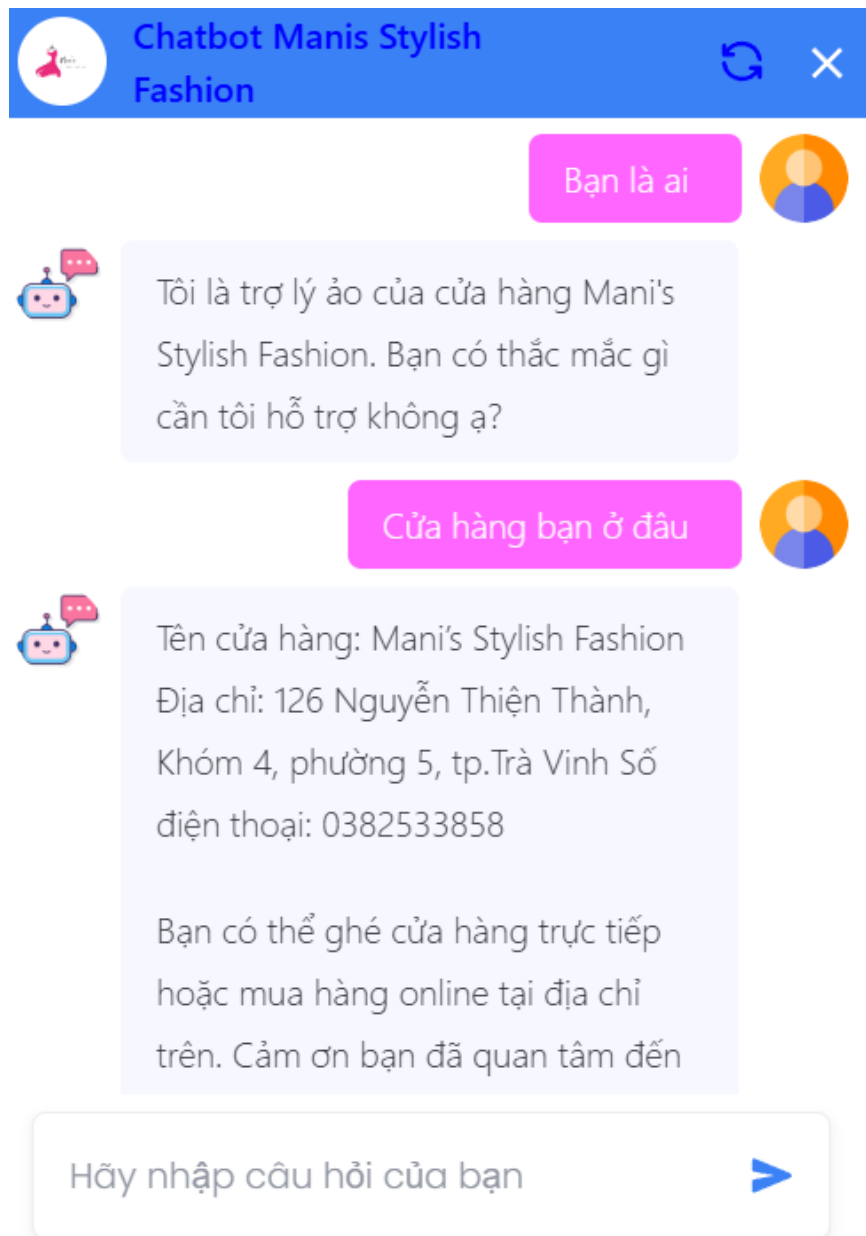 Chatbot Manis Stylish
Fashion
Bạn là ai
Tôi là trợ lý ảo của cửa hàng Mani's
Stylish Fashion. Bạn có thắc mắc gì
cần tôi hỗ trợ không ạ?
Cửa hàng bạn ở đâu
Tên cửa hàng: Mani’s Stylish Fashion
Địa chỉ: 126 Nguyễn Thiện Thành,
Khóm 4, phường 5, tp.Trà Vinh Số
điện thoại: 0382533858
Bạn có thể ghé cửa hàng trực tiếp
hoặc mua hàng online tại địa chỉ
trên. Cảm ơn bạn đã quan tâm đến
Hãy nhập câu hỏi của bạn